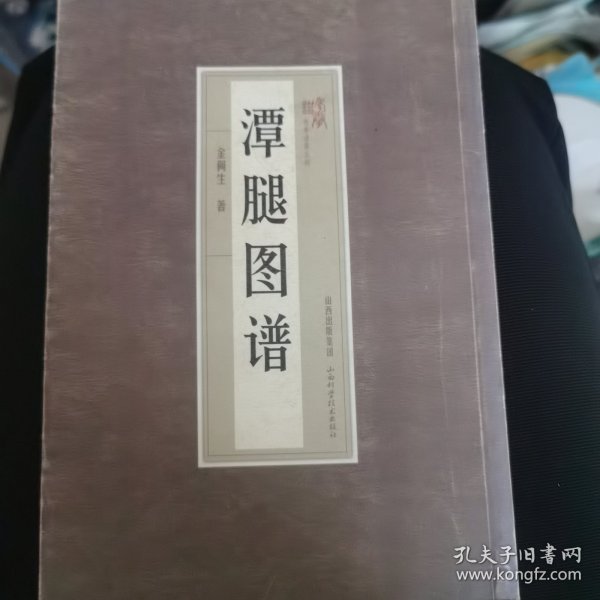 潭腿图谱
金阛生 著
山西出版集团
山西科学技术出版社
孔夫子旧书网
www.kongfz.com